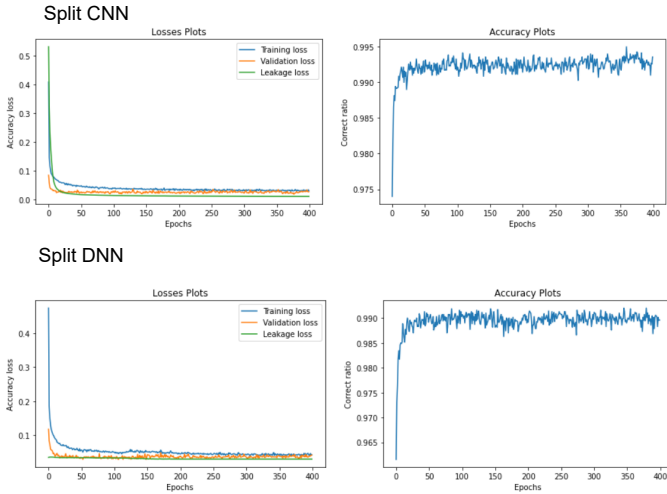 Split CNN
Losses Plots
Accuracy loss
0.5
0.4
0.3
0.2
0.1
0.0
Training loss
Validation loss
Leakage loss
0 50 100 150 200 250 300 350 400
Epochs
Accuracy Plots
Correct ratio
0.995
0.990
0.985
0.980
0.975
0 50 100 150 200 250 300 350 400
Epochs
Split DNN
Losses Plots
Accuracy loss
0.4
0.3
0.2
0.1
Training loss
Validation loss
Leakage loss
0 50 100 150 200 250 300 350 400
Epochs
Accuracy Plots
Correct ratio
0.990
0.985
0.980
0.975
0.970
0.965
0 50 100 150 200 250 300 350 400
Epochs